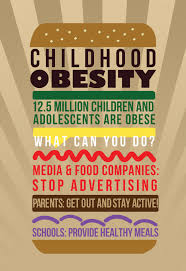 CHILDHOOD
OBESITY
12.5 MILLION CHILDREN AND
ADOLESCENTS ARE OBESE
WHAT CAN YOU DO?
MEDIA & FOOD COMPANIES:
STOP ADVERTISING
PARENTS: GET OUT AND STAY ACTIVE!
SCHOOLS: PROVIDE HEALTHY MEALS